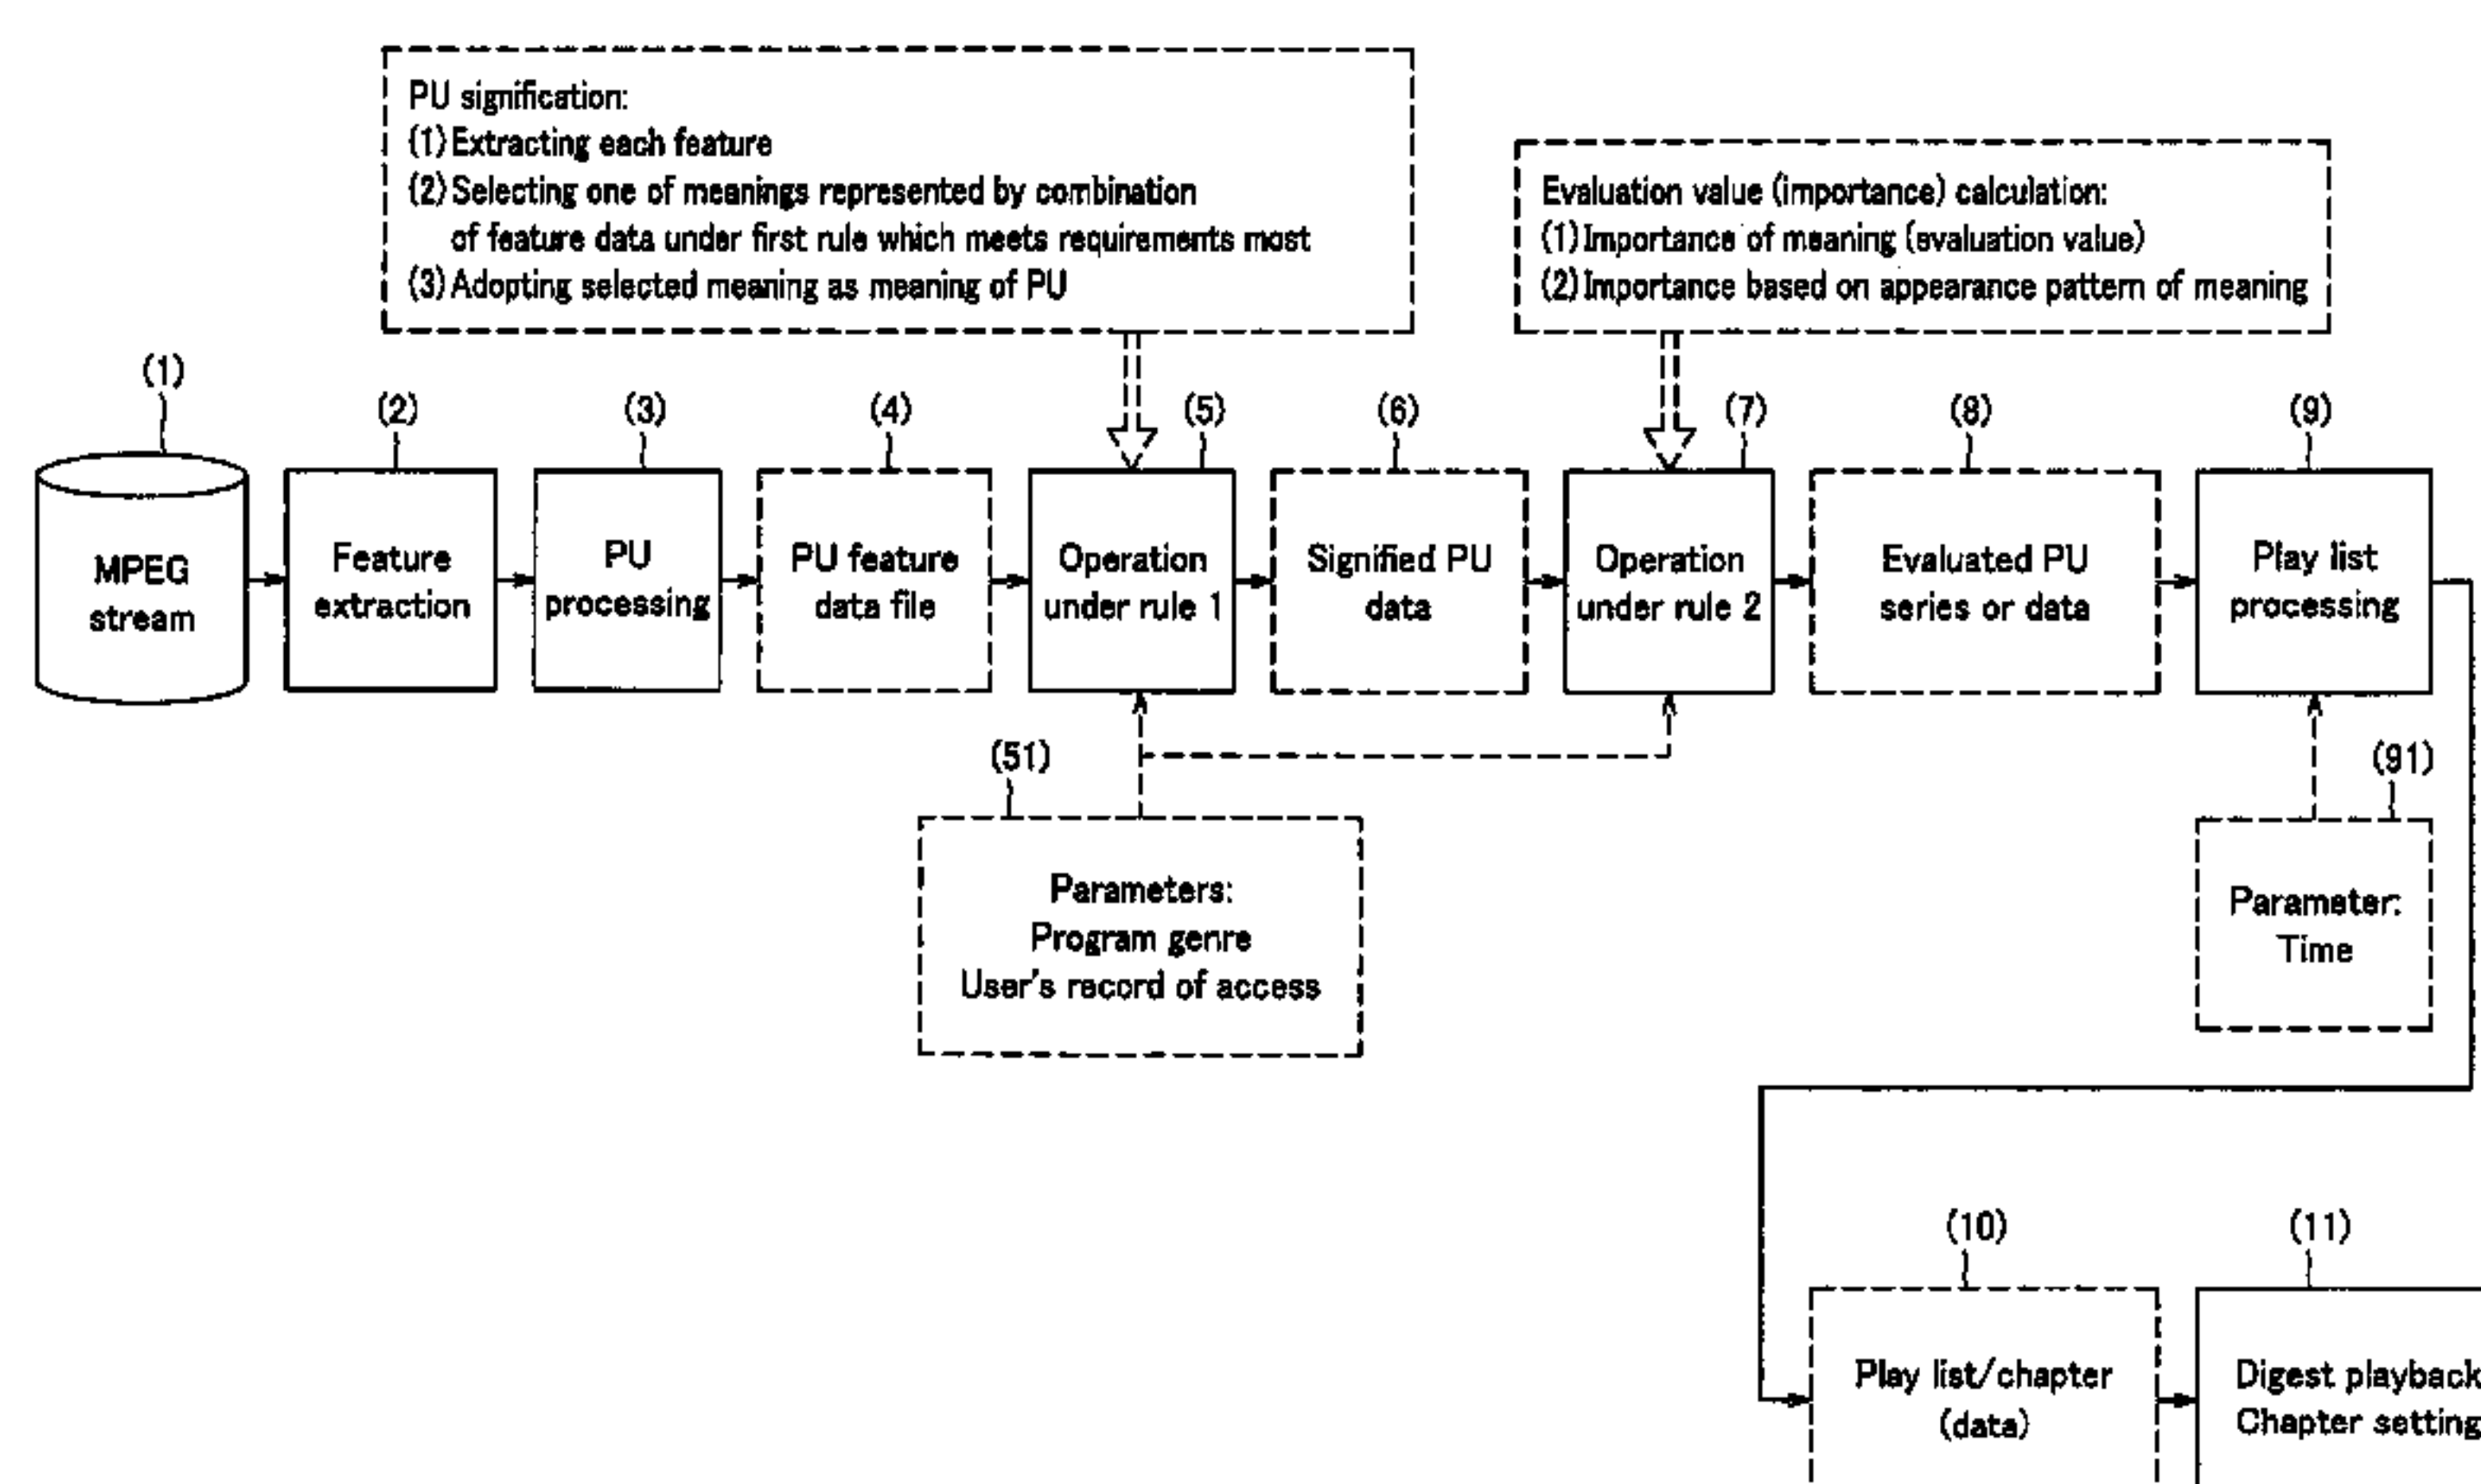 PU signification:
(1) Extracting each feature
(2) Selecting one of meanings represented by combination
of feature data under first rule which meets requirements most
(3) Adopting selected meaning as meaning of PU
Evaluation value (importance) calculation:
(1) Importance of meaning (evaluation value)
(2) Importance based on appearance pattern of meaning
(1)
(2)
(3)
(4)
(5)
(6)
(7)
(8)
(9)
MPEG
stream
Feature
extraction
PU
processing
PU feature
data file
Operation
under rule 1
Signified PU
data
Operation
under rule 2
Evaluated PU
series or data
Play list
processing
(51)
Parameters:
Program genre
User's record of access
(91)
Parameter:
Time
(10)
(11)
Play list/chapter
(data)
Digest playback
Chapter setting